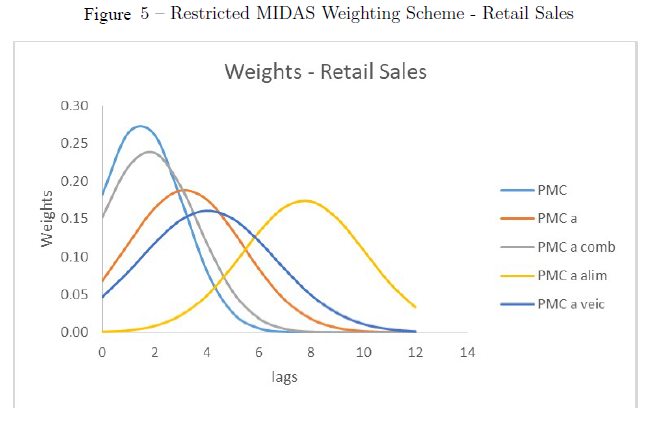 Figure 5 – Restricted MIDAS Weighting Scheme - Retail Sales
Weights - Retail Sales
0.30
0.25
0.20
0.15
0.10
0.05
0.00
Weights
0 2 4 6 8 10 12 14
lags
PMC
PMC a
PMC a comb
PMC a alim
PMC a veic